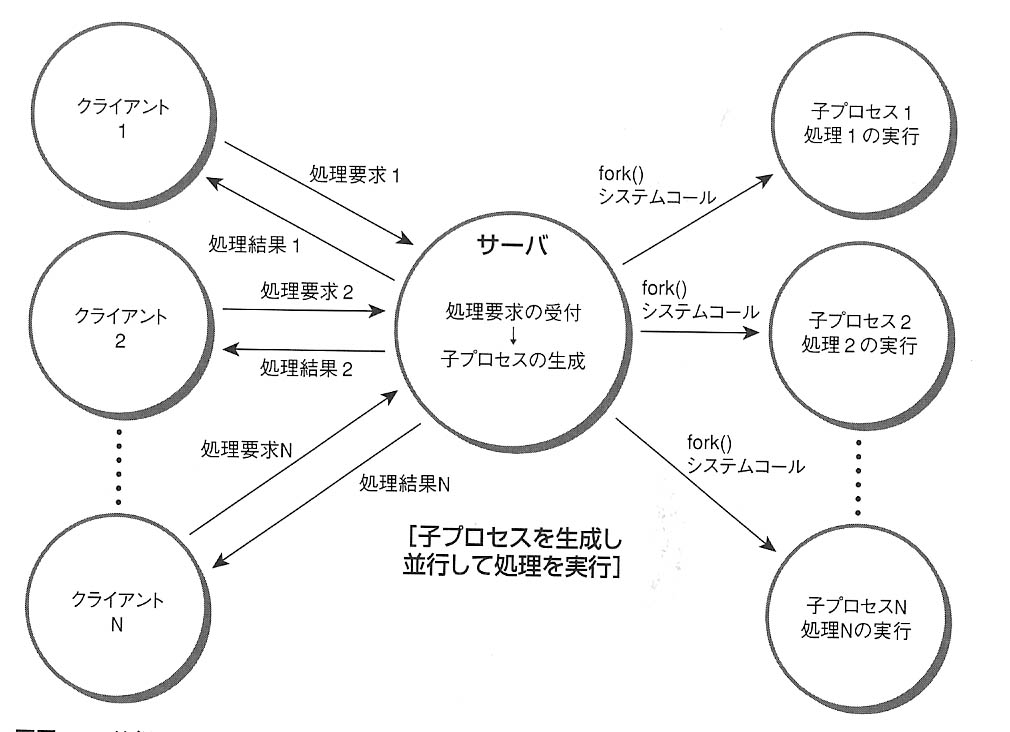 クライアント
1
処理要求1
処理結果1
クライアント
2
処理要求2
処理結果2
処理要求N
処理結果N
クライアント
N
サーバ
処理要求の受付
↓
子プロセスの生成
[子プロセスを生成し
並行して処理を実行]
fork()
システムコール
子プロセス1
処理1の実行
fork()
システムコール
子プロセス2
処理2の実行
fork()
システムコール
子プロセスN
処理Nの実行